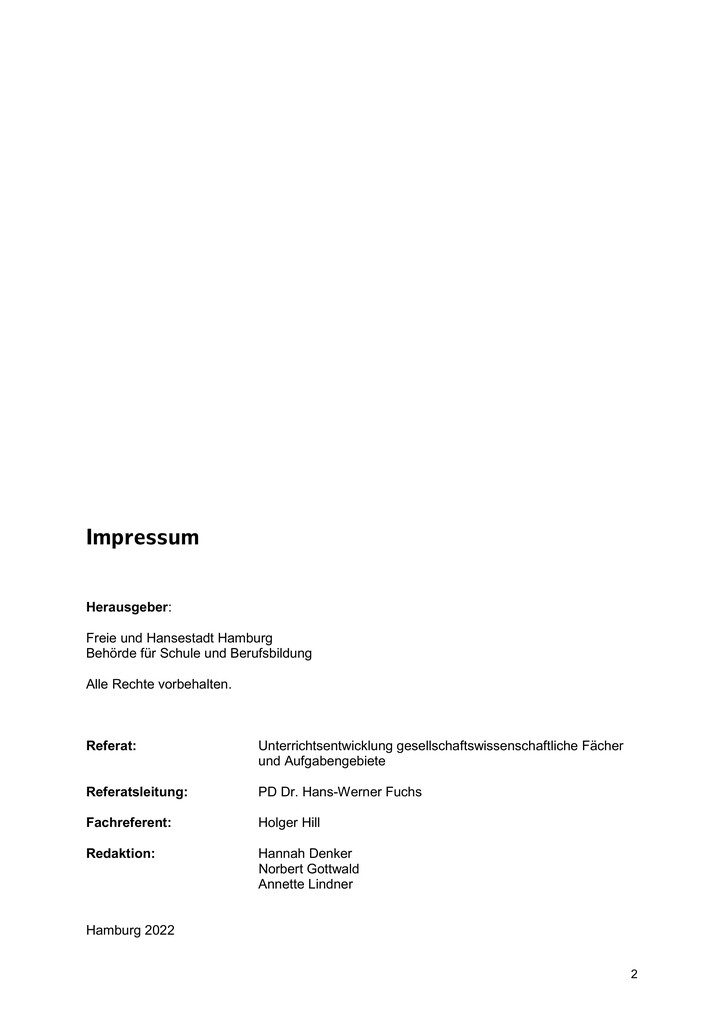 Impressum
Herausgeber:
Freie und Hansestadt Hamburg
Behörde für Schule und Berufsbildung
Alle Rechte vorbehalten.
Referat: Unterrichtsentwicklung gesellschaftswissenschaftliche Fächer
und Aufgabengebiete
Referatsleitung: PD Dr. Hans-Werner Fuchs
Fachreferent: Holger Hill
Redaktion: Hannah Denker
Norbert Gottwald
Annette Lindner
Hamburg 2022
2